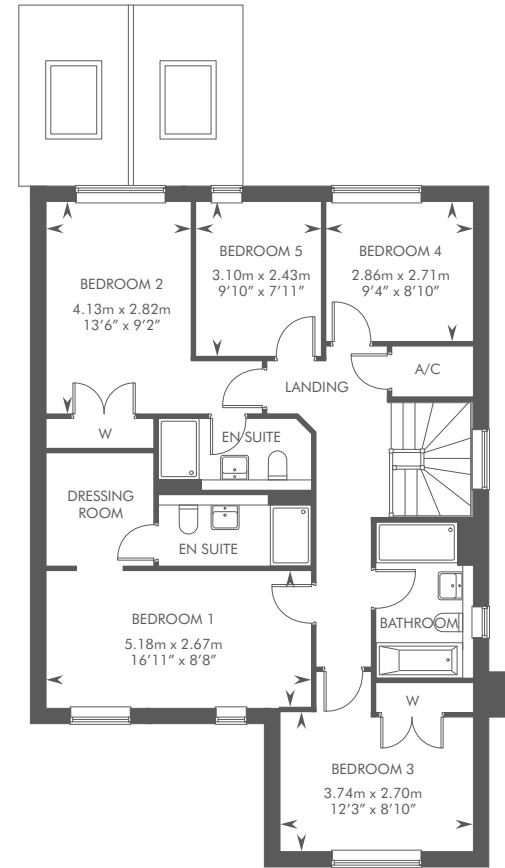 BEDROOM 2
4.13m x 2.82m
13'6" x 9'2"
BEDROOM 5
3.10m x 2.43m
9'10" x 7'11"
BEDROOM 4
2.86m x 2.71m
9'4" x 8'10"
A/C
LANDING
W
EN SUITE
DRESSING
ROOM
EN SUITE
BEDROOM 1
5.18m x 2.67m
16'11" x 8'8"
BATHROOM
W
BEDROOM 3
3.74m x 2.70m
12'3" x 8'10"